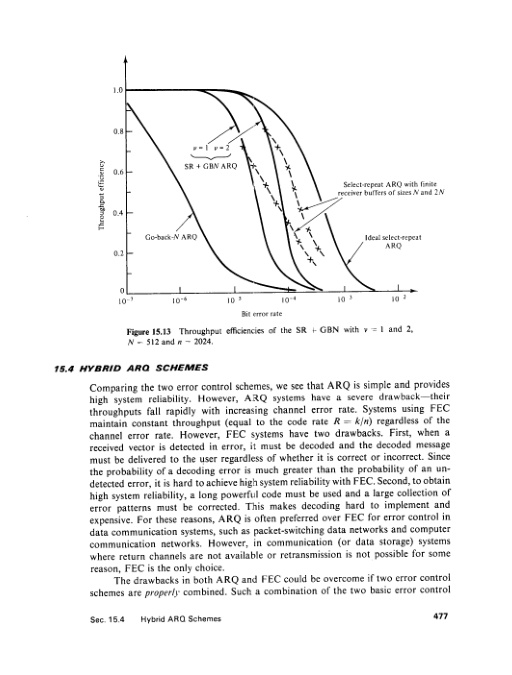 1.0
0.8
0.6
0.4
0.2
0
Throughput efficiency
ν = 1 ν = 2
SR + GBN ARQ
Select-repeat ARQ with finite
receiver buffers of sizes N and 2N
Go-back-N ARQ
Ideal select-repeat
ARQ
10⁻⁷ 10⁻⁶ 10⁻⁵ 10⁻⁴ 10⁻³ 10⁻²
Bit error rate
Figure 15.13 Throughput efficiencies of the SR + GBN with ν = 1 and 2,
N = 512 and n = 2024.
15.4 HYBRID ARQ SCHEMES
Comparing the two error control schemes, we see that ARQ is simple and provides
high system reliability. However, ARQ systems have a severe drawback—their
throughputs fall rapidly with increasing channel error rate. Systems using FEC
maintain constant throughput (equal to the code rate R = k/n) regardless of the
channel error rate. However, FEC systems have two drawbacks. First, when a
received vector is detected in error, it must be decoded and the decoded message
must be delivered to the user regardless of whether it is correct or incorrect. Since
the probability of a decoding error is much greater than the probability of an un-
detected error, it is hard to achieve high system reliability with FEC. Second, to obtain
high system reliability, a long powerful code must be used and a large collection of
error patterns must be corrected. This makes decoding hard to implement and
expensive. For these reasons, ARQ is often preferred over FEC for error control in
data communication systems, such as packet-switching data networks and computer
communication networks. However, in communication (or data storage) systems
where return channels are not available or retransmission is not possible for some
reason, FEC is the only choice.
The drawbacks in both ARQ and FEC could be overcome if two error control
schemes are properly combined. Such a combination of the two basic error control
Sec. 15.4 Hybrid ARQ Schemes 477